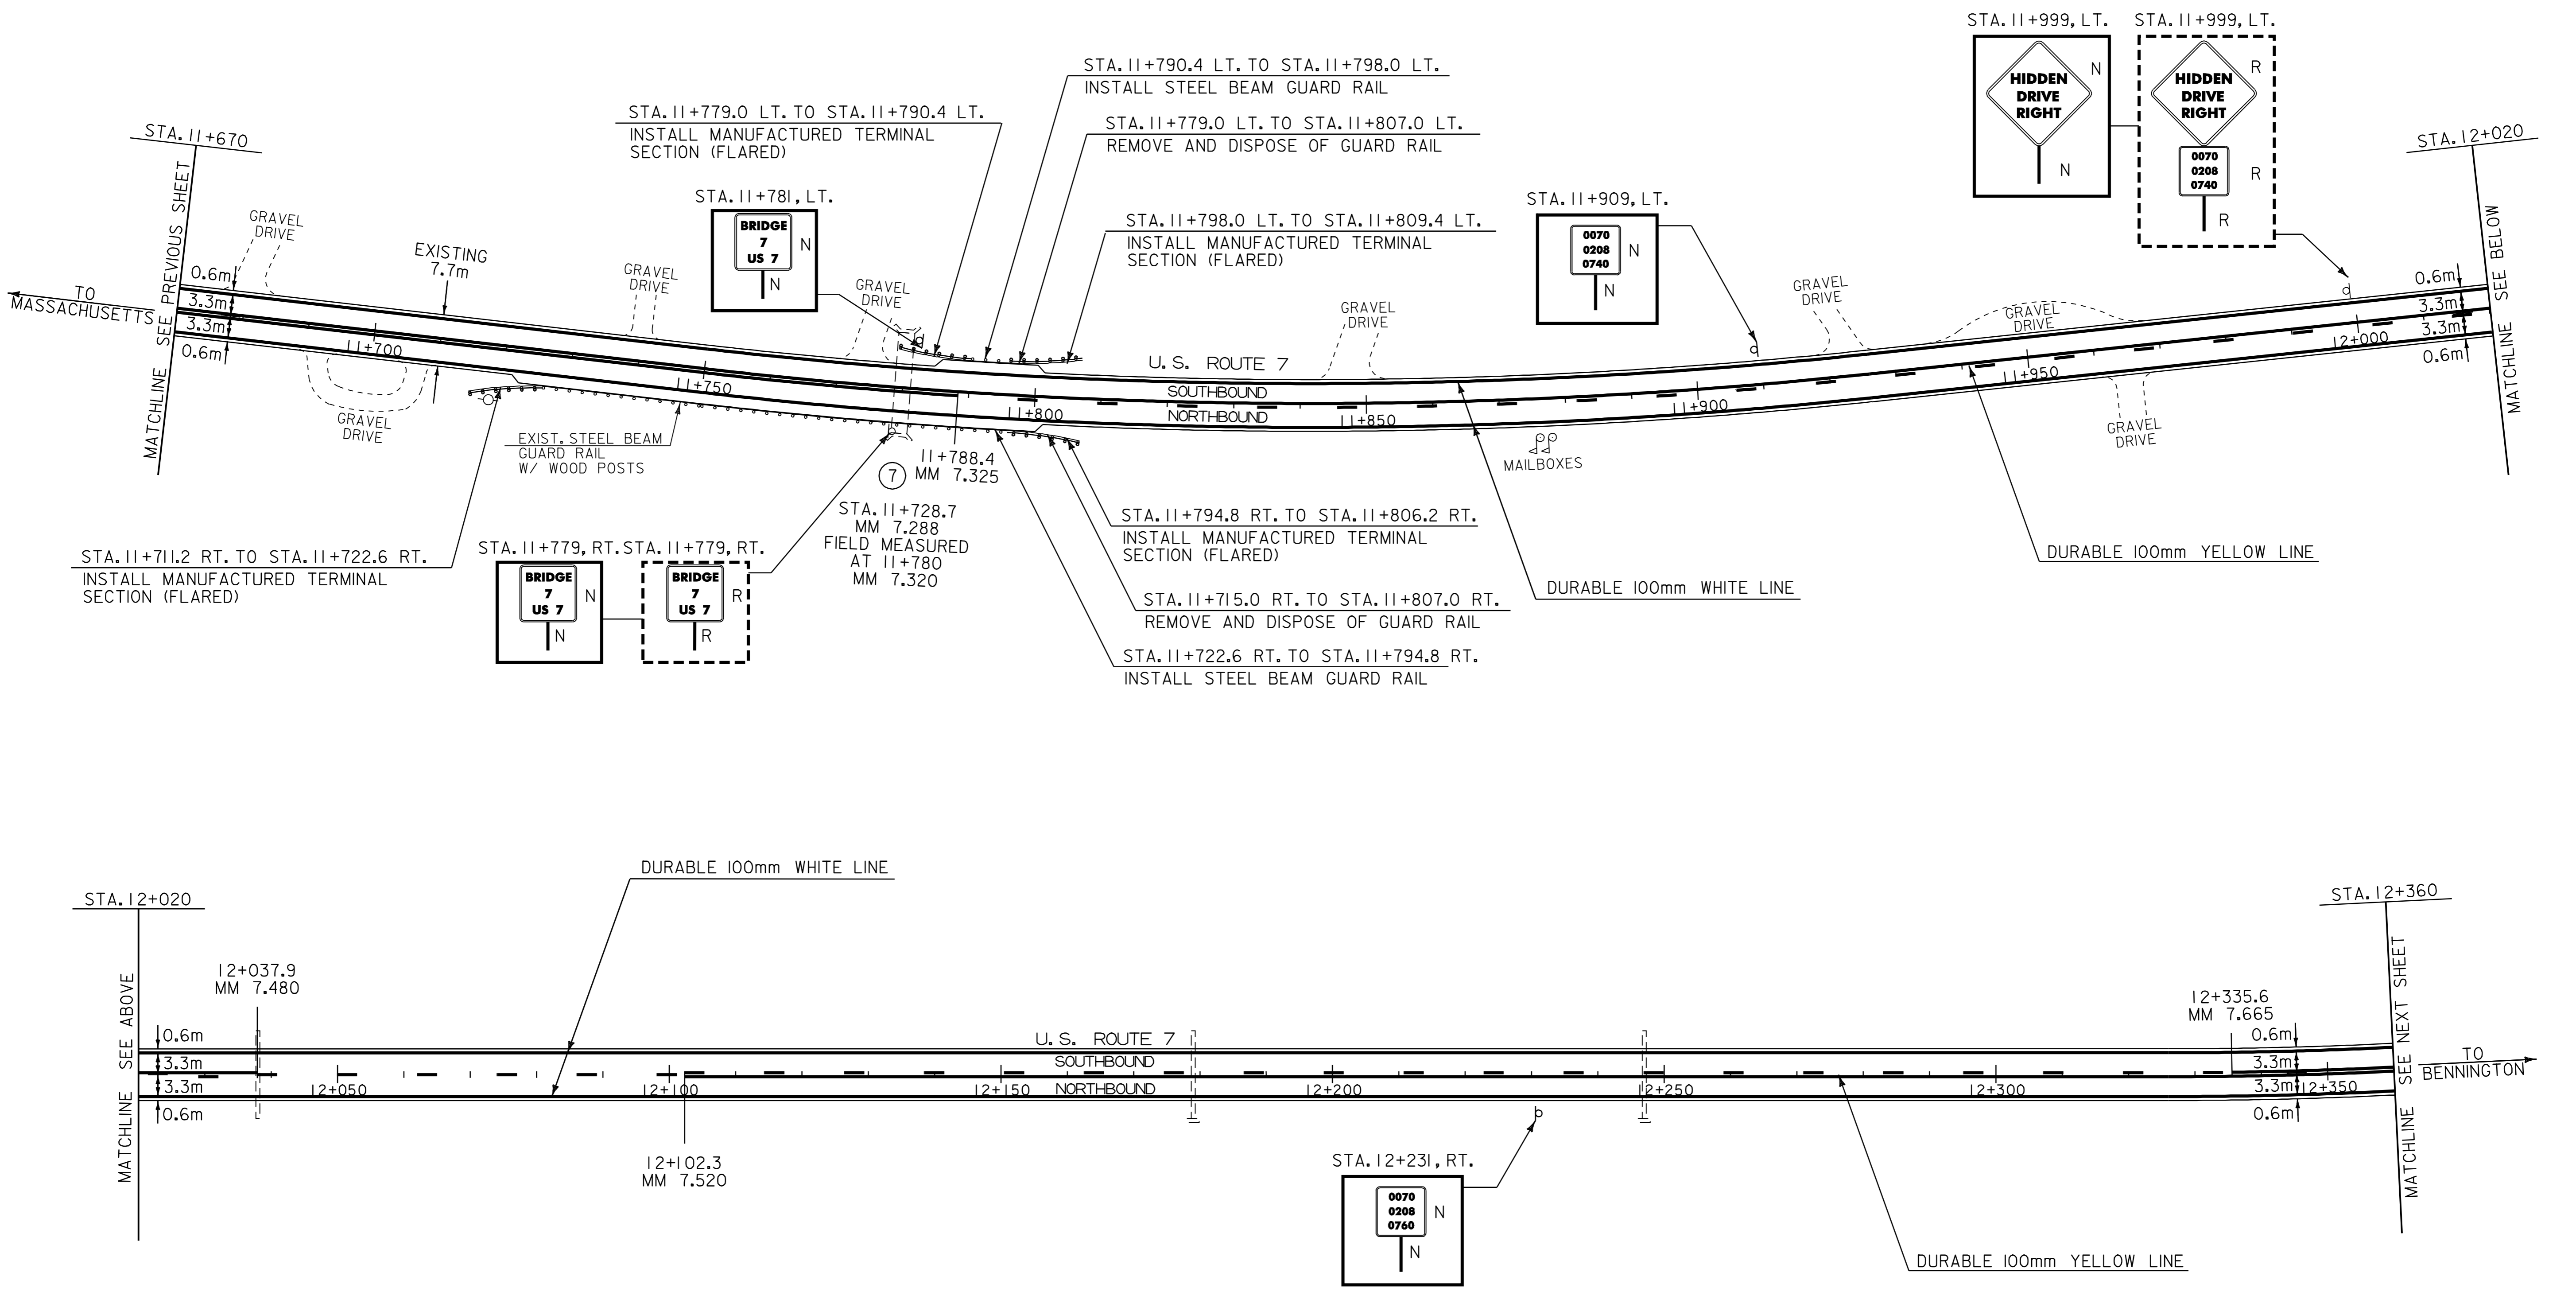 STA. 11+999, LT.
HIDDEN
DRIVE
RIGHT
N
N
STA. 11+999, LT.
HIDDEN
DRIVE
RIGHT
R
0070
0208
0740
R
R
STA. 11+790.4 LT. TO STA. 11+798.0 LT.
INSTALL STEEL BEAM GUARD RAIL
STA. 11+779.0 LT. TO STA. 11+790.4 LT.
INSTALL MANUFACTURED TERMINAL
SECTION (FLARED)
STA. 11+779.0 LT. TO STA. 11+807.0 LT.
REMOVE AND DISPOSE OF GUARD RAIL
STA. 11+670
MATCHLINE SEE PREVIOUS SHEET
STA. 12+020
MATCHLINE SEE BELOW
STA. 11+781, LT.
BRIDGE
7
US 7
N
N
STA. 11+798.0 LT. TO STA. 11+809.4 LT.
INSTALL MANUFACTURED TERMINAL
SECTION (FLARED)
STA. 11+909, LT.
0070
0208
0740
N
N
GRAVEL
DRIVE
EXISTING
7.7m
GRAVEL
DRIVE
GRAVEL
DRIVE
GRAVEL
DRIVE
GRAVEL
DRIVE
GRAVEL
DRIVE
TO
MASSACHUSETTS
0.6m
3.3m
3.3m
0.6m
0.6m
3.3m
3.3m
0.6m
U.S. ROUTE 7
SOUTHBOUND
NORTHBOUND
11+700
11+750
11+800
11+850
11+900
11+950
12+000
GRAVEL
DRIVE
GRAVEL
DRIVE
EXIST. STEEL BEAM
GUARD RAIL
W/ WOOD POSTS
7
11+788.4
MM 7.325
MAILBOXES
STA. 11+728.7
MM 7.288
FIELD MEASURED
AT 11+780
MM 7.320
STA. 11+794.8 RT. TO STA. 11+806.2 RT.
INSTALL MANUFACTURED TERMINAL
SECTION (FLARED)
STA. 11+711.2 RT. TO STA. 11+722.6 RT.
INSTALL MANUFACTURED TERMINAL
SECTION (FLARED)
STA. 11+779, RT.
BRIDGE
7
US 7
N
N
STA. 11+779, RT.
BRIDGE
7
US 7
R
R
DURABLE 100mm YELLOW LINE
DURABLE 100mm WHITE LINE
STA. 11+715.0 RT. TO STA. 11+807.0 RT.
REMOVE AND DISPOSE OF GUARD RAIL
STA. 11+722.6 RT. TO STA. 11+794.8 RT.
INSTALL STEEL BEAM GUARD RAIL
DURABLE 100mm WHITE LINE
STA. 12+020
MATCHLINE SEE ABOVE
STA. 12+360
MATCHLINE SEE NEXT SHEET
12+037.9
MM 7.480
12+335.6
MM 7.665
0.6m
3.3m
3.3m
0.6m
U.S. ROUTE 7
SOUTHBOUND
NORTHBOUND
0.6m
3.3m
3.3m
0.6m
12+050
12+100
12+150
12+200
12+250
12+300
12+350
TO
BENNINGTON
12+102.3
MM 7.520
STA. 12+231, RT.
0070
0208
0760
N
N
DURABLE 100mm YELLOW LINE